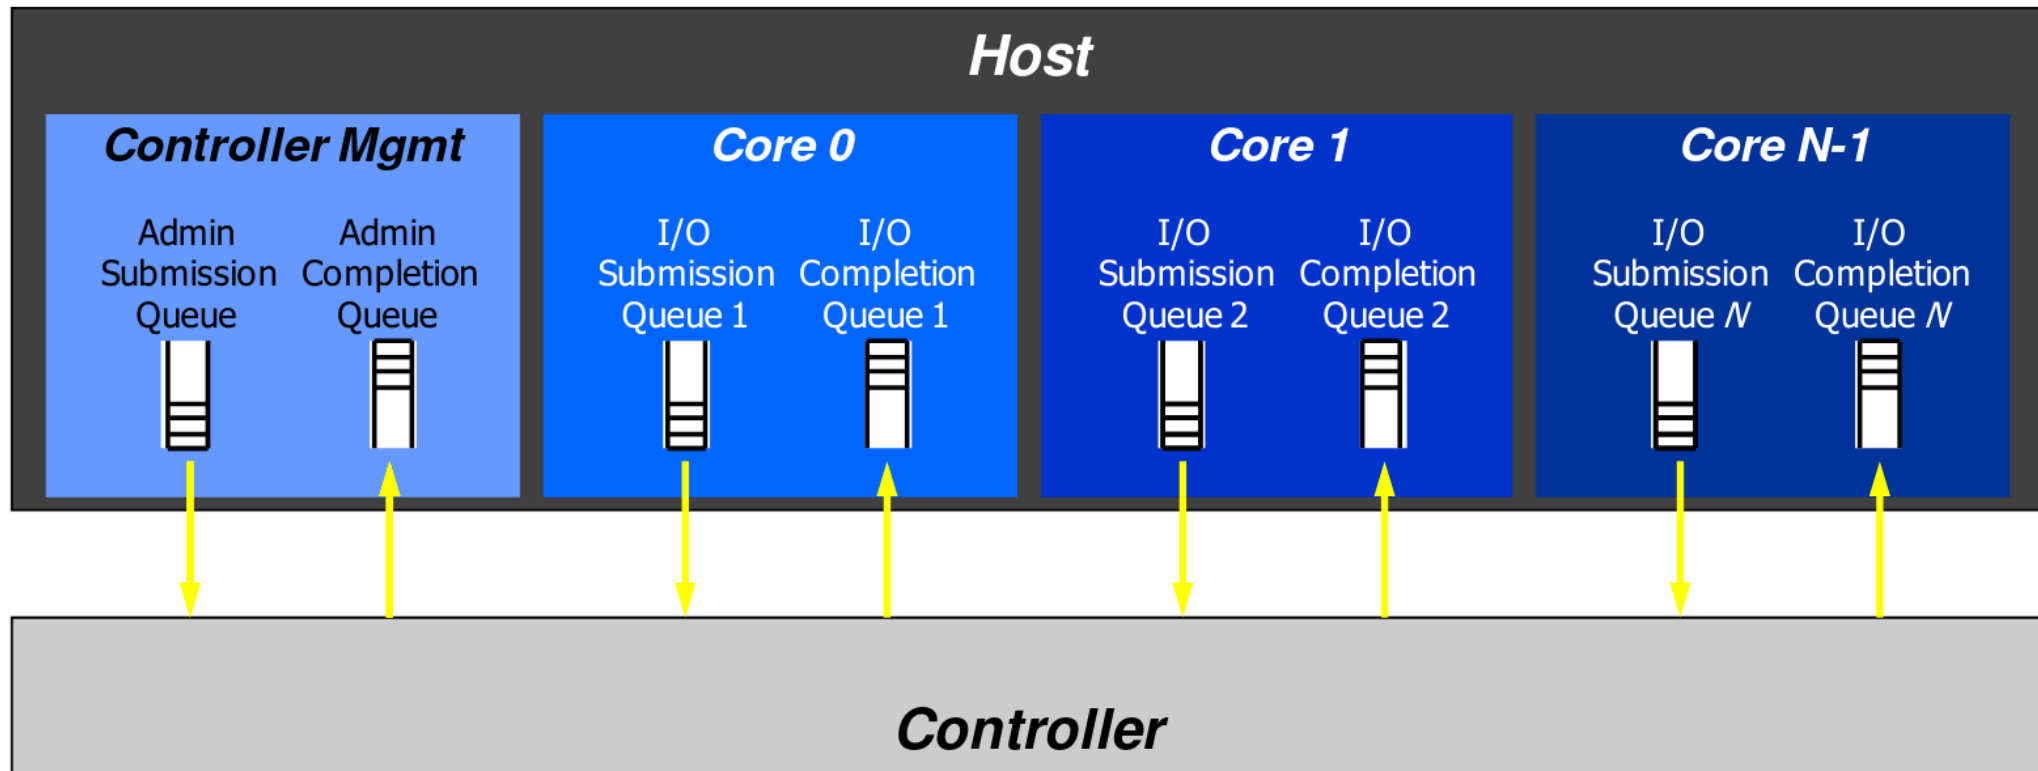 Host
Controller Mgmt
Admin
Submission
Queue
Admin
Completion
Queue
Core 0
I/O
Submission
Queue 1
I/O
Completion
Queue 1
Core 1
I/O
Submission
Queue 2
I/O
Completion
Queue 2
Core N-1
I/O
Submission
Queue N
I/O
Completion
Queue N
Controller